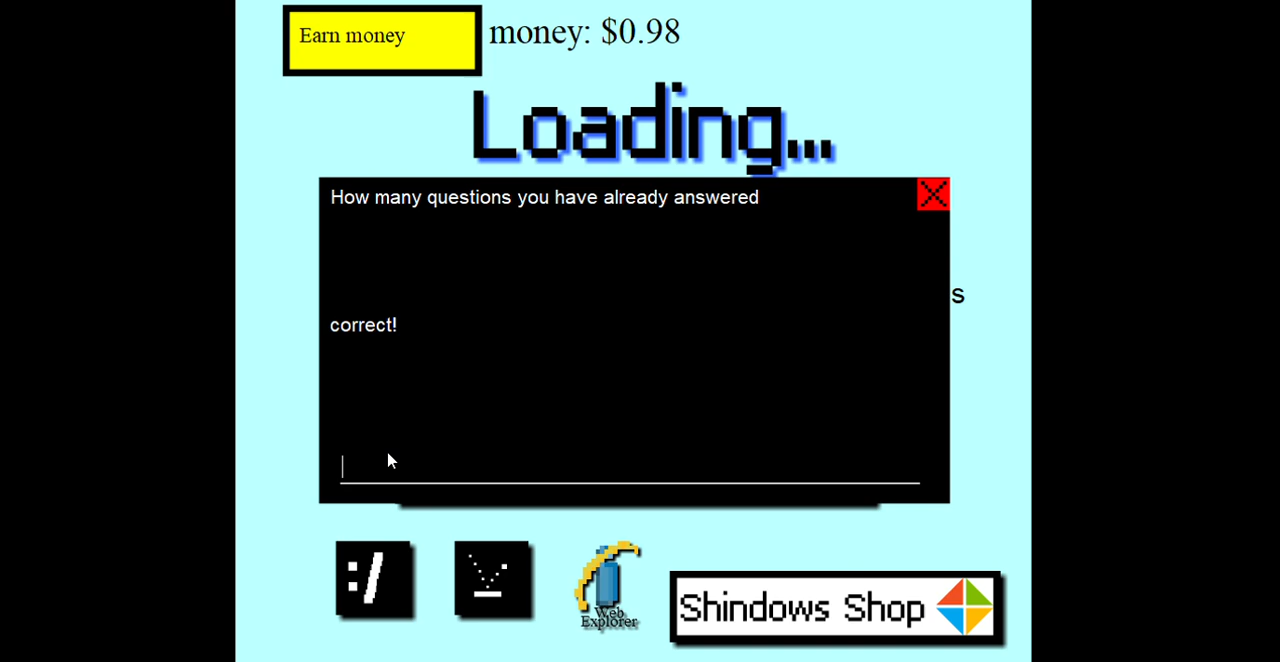 Earn money
money: $0.98
Loading...
How many questions you have already answered
s
correct!
:/
Web
Explorer
Shindows Shop